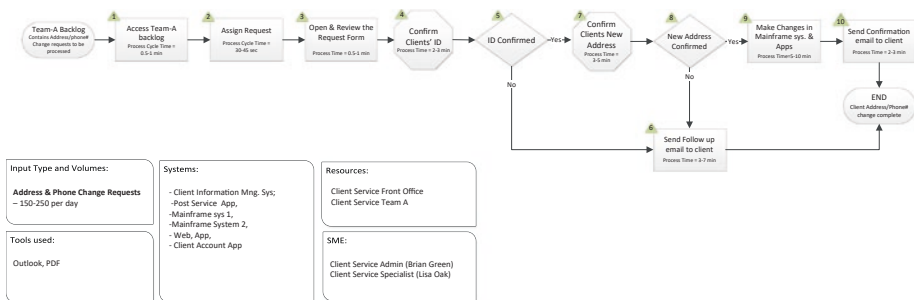 Team-A Backlog
Contains Address/phone#
Change requests to be
processed
1
Access Team-A
backlog
Process Cycle Time =
0.5-1 min
2
Assign Request
Process Cycle Time =
30-45 sec
3
Open & Review the
Request Form
Process Time = 0.5-1 min
4
Confirm
Clients' ID
Process Time = 2-3 min
5
ID Confirmed
Yes
No
7
Confirm
Clients New
Address
Process Time =
3-5 min
8
New Address
Confirmed
Yes
No
9
Make Changes in
Mainframe sys. &
Apps
Process Time=5-10 min
10
Send Confirmation
email to client
Process Time = 2-3 min
END
Client Address/Phone#
change complete
6
Send Follow up
email to client
Process Time = 3-7 min
Input Type and Volumes:
Address & Phone Change Requests
– 150-250 per day
Tools used:
Outlook, PDF
Systems:
- Client Information Mng. Sys;
-Post Service App,
-Mainframe sys 1,
-Mainframe System 2,
- Web, App,
- Client Account App
Resources:
Client Service Front Office
Client Service Team A
SME:
Client Service Admin (Brian Green)
Client Service Specialist (Lisa Oak)